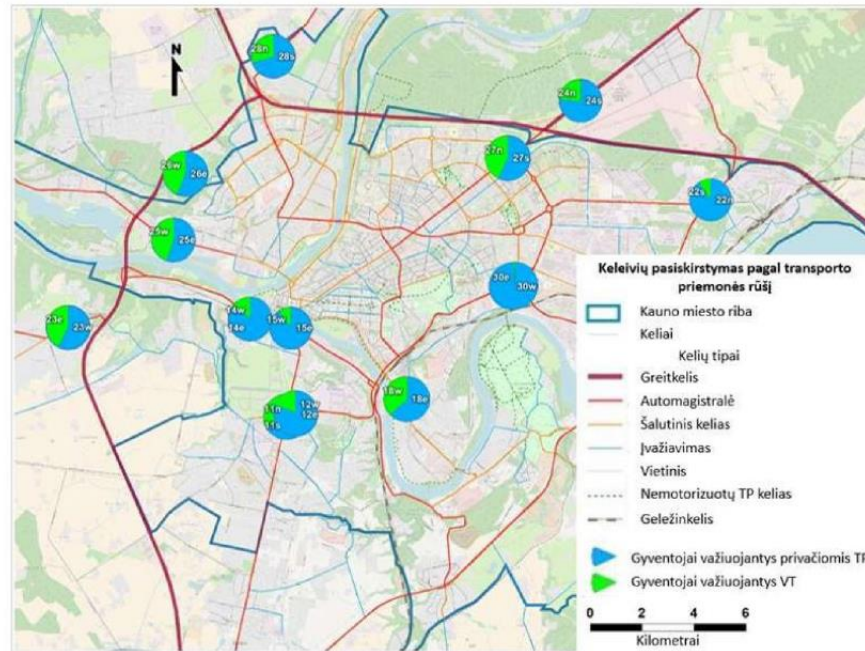 N
28n
28s
24n
24s
27n
27s
26w
26e
22s
22n
25w
25e
30e
30w
23e
23w
14w
14e
15w
15e
18w
18e
11n
11s
12w
12e
Keleivių pasiskirstymas pagal transporto
priemonės rūšį
Kauno miesto riba
Keliai
Kelių tipai
Greitkelis
Automagistralė
Šalutinis kelias
Įvažiavimas
Vietinis
Nemotorizuotų TP kelias
Geležinkelis
Gyventojai važiuojantys privačiomis TP
Gyventojai važiuojantys VT
0 2 4 6
Kilometrai